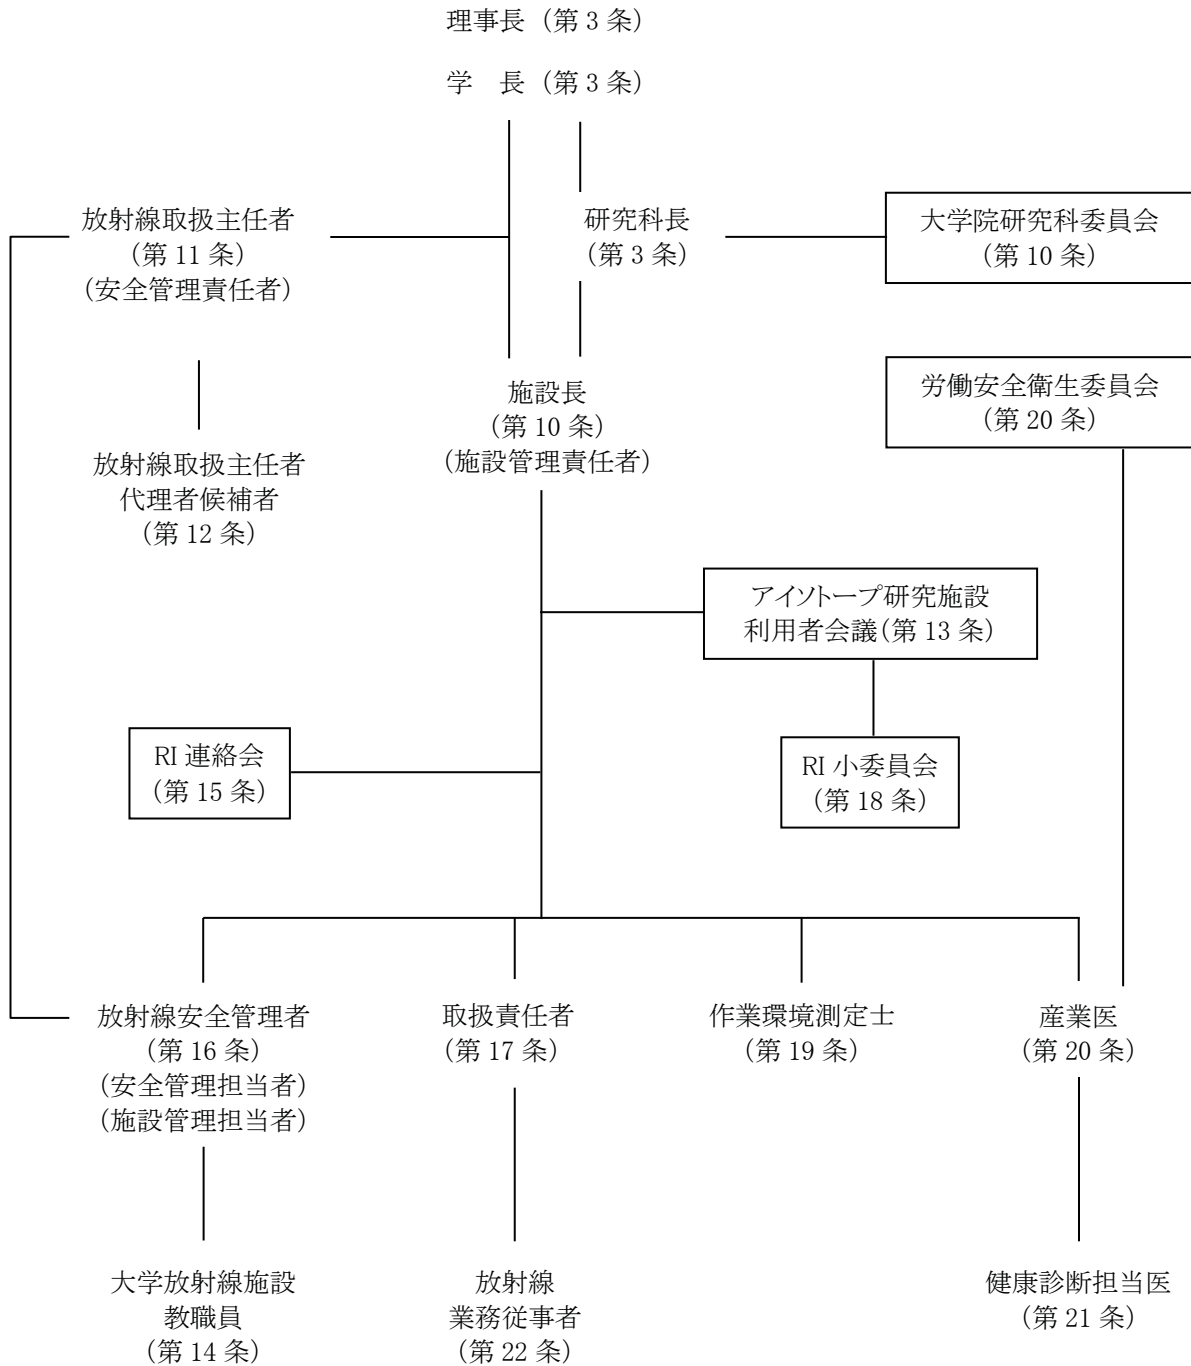 理事長 (第3条)
学　長 (第3条)
放射線取扱主任者
(第11条)
(安全管理責任者)
研究科長
(第3条)
大学院研究科委員会
(第10条)
施設長
(第10条)
(施設管理責任者)
労働安全衛生委員会
(第20条)
放射線取扱主任者
代理者候補者
(第12条)
アイソトープ研究施設
利用者会議(第13条)
RI連絡会
(第15条)
RI小委員会
(第18条)
放射線安全管理者
(第16条)
(安全管理担当者)
(施設管理担当者)
取扱責任者
(第17条)
作業環境測定士
(第19条)
産業医
(第20条)
大学放射線施設
教職員
(第14条)
放射線
業務従事者
(第22条)
健康診断担当医
(第21条)